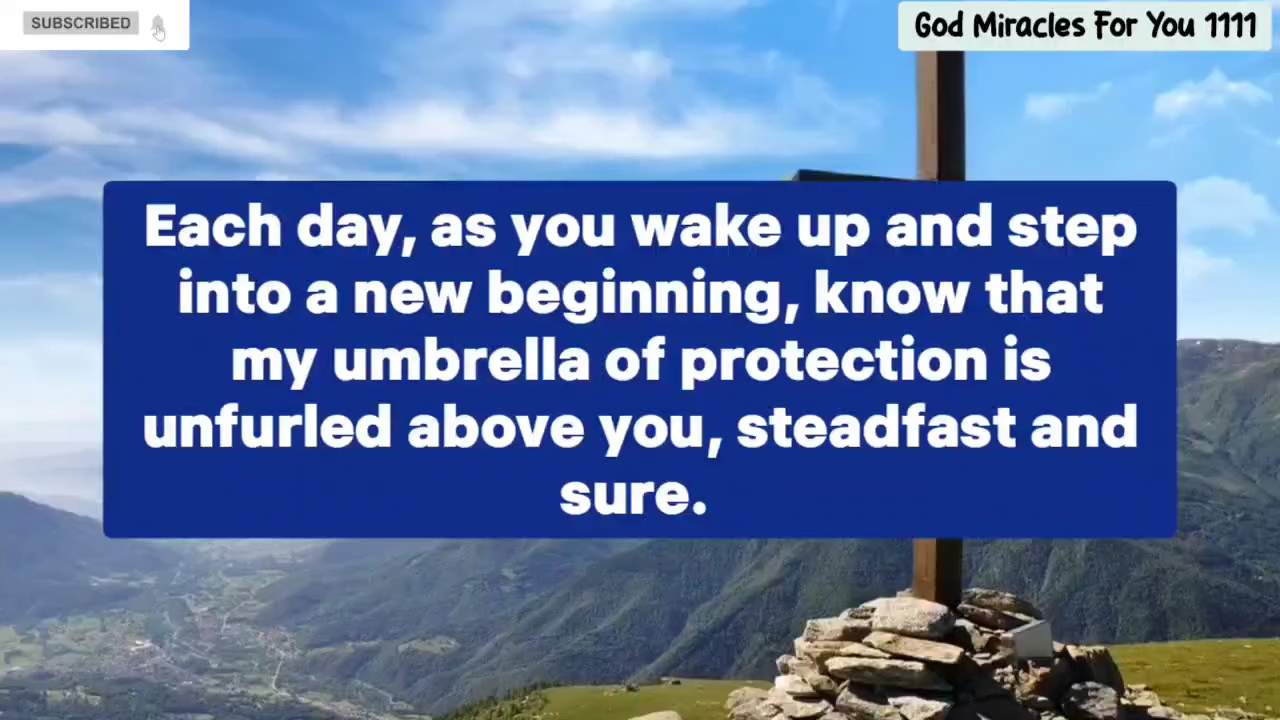 SUBSCRIBED
God Miracles For You 1111
Each day, as you wake up and step
into a new beginning, know that
my umbrella of protection is
unfurled above you, steadfast and
sure.